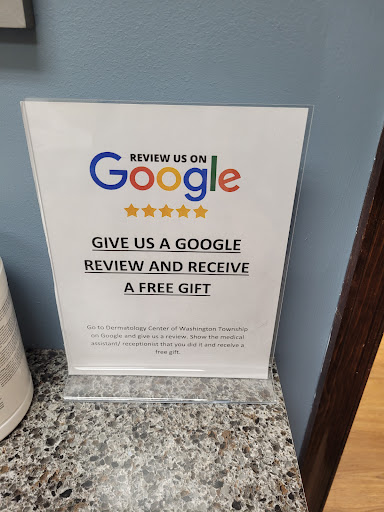 REVIEW US ON
Google
GIVE US A GOOGLE
REVIEW AND RECEIVE
A FREE GIFT
Go to Dermatology Center of Washington Township
on Google and give us a review. Show the medical
assistant/ receptionist that you did it and receive a
free gift.